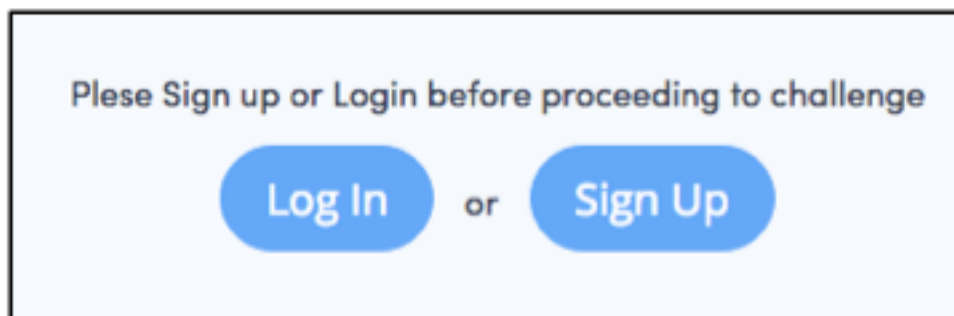 Plese Sign up or Login before proceeding to challenge
Log In or Sign Up